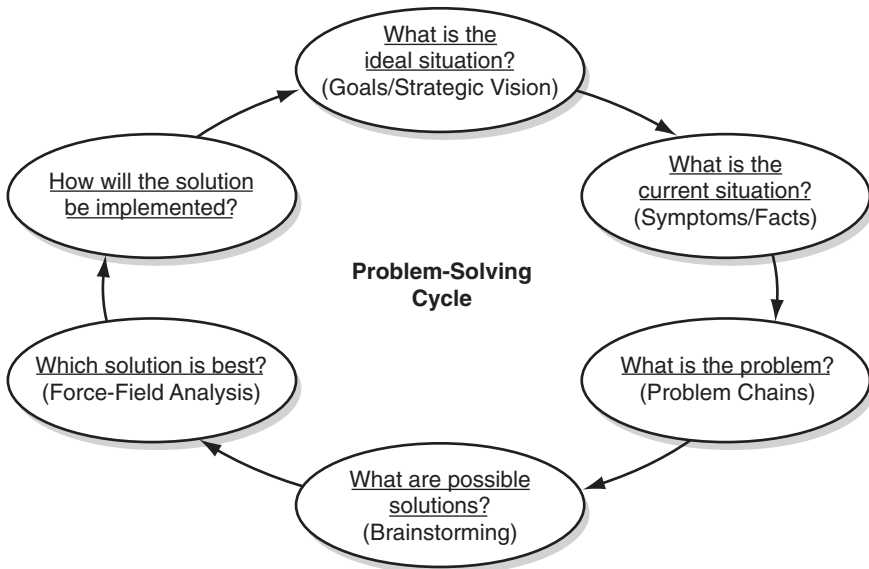 What is the
ideal situation?
(Goals/Strategic Vision)
What is the
current situation?
(Symptoms/Facts)
What is the problem?
(Problem Chains)
What are possible
solutions?
(Brainstorming)
Which solution is best?
(Force-Field Analysis)
How will the solution
be implemented?
Problem-Solving
Cycle